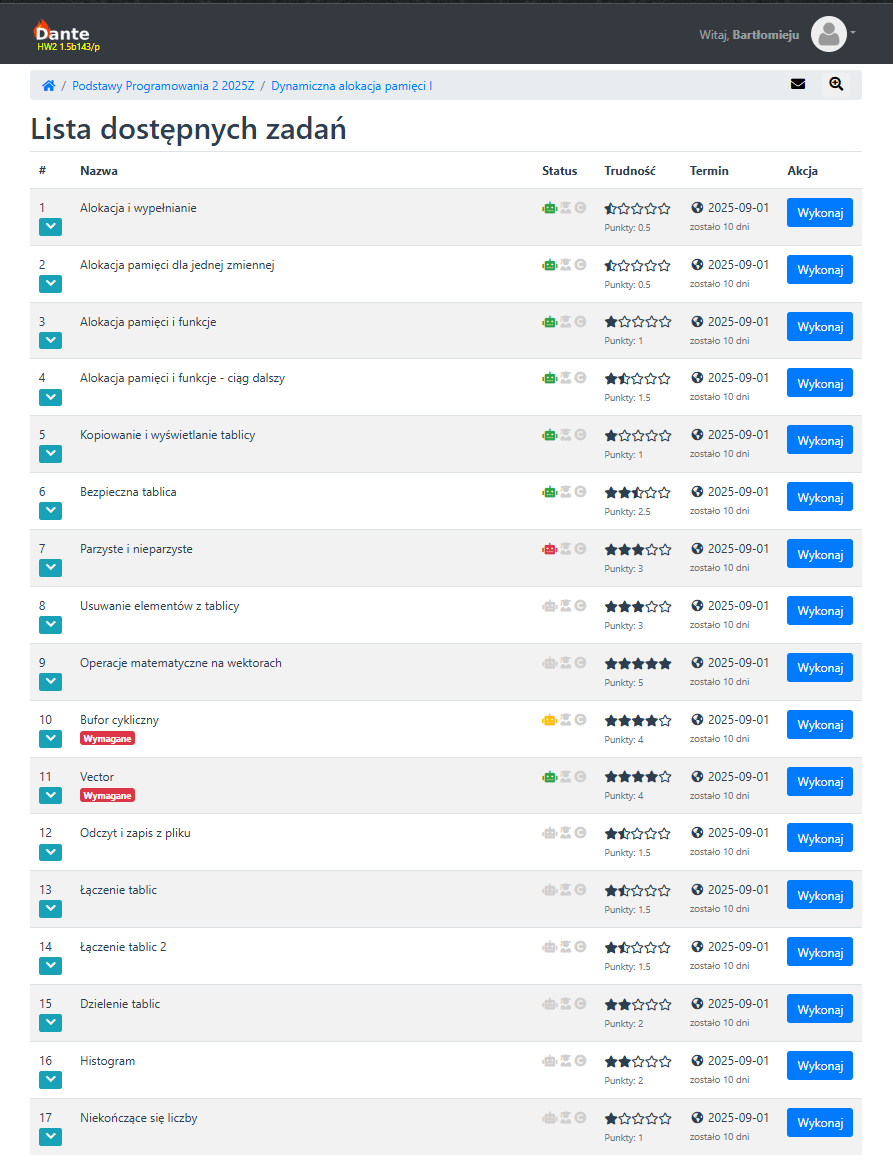 Dante
HW2 1.5b143/p
Witaj, Bartłomieju
/ Podstawy Programowania 2 2025Z / Dynamiczna alokacja pamięci I
Lista dostępnych zadań
# Nazwa Status Trudność Termin Akcja
1 Alokacja i wypełnianie 2025-09-01 Wykonaj
Punkty: 0.5 zostało 10 dni
2 Alokacja pamięci dla jednej zmiennej 2025-09-01 Wykonaj
Punkty: 0.5 zostało 10 dni
3 Alokacja pamięci i funkcje 2025-09-01 Wykonaj
Punkty: 1 zostało 10 dni
4 Alokacja pamięci i funkcje - ciąg dalszy 2025-09-01 Wykonaj
Punkty: 1.5 zostało 10 dni
5 Kopiowanie i wyświetlanie tablicy 2025-09-01 Wykonaj
Punkty: 1 zostało 10 dni
6 Bezpieczna tablica 2025-09-01 Wykonaj
Punkty: 2.5 zostało 10 dni
7 Parzyste i nieparzyste 2025-09-01 Wykonaj
Punkty: 3 zostało 10 dni
8 Usuwanie elementów z tablicy 2025-09-01 Wykonaj
Punkty: 3 zostało 10 dni
9 Operacje matematyczne na wektorach 2025-09-01 Wykonaj
Punkty: 5 zostało 10 dni
10 Bufor cykliczny 2025-09-01 Wykonaj
Wymagane Punkty: 4 zostało 10 dni
11 Vector 2025-09-01 Wykonaj
Wymagane Punkty: 4 zostało 10 dni
12 Odczyt i zapis z pliku 2025-09-01 Wykonaj
Punkty: 1.5 zostało 10 dni
13 Łączenie tablic 2025-09-01 Wykonaj
Punkty: 1.5 zostało 10 dni
14 Łączenie tablic 2 2025-09-01 Wykonaj
Punkty: 1.5 zostało 10 dni
15 Dzielenie tablic 2025-09-01 Wykonaj
Punkty: 2 zostało 10 dni
16 Histogram 2025-09-01 Wykonaj
Punkty: 2 zostało 10 dni
17 Niekończące się liczby 2025-09-01 Wykonaj
Punkty: 1 zostało 10 dni